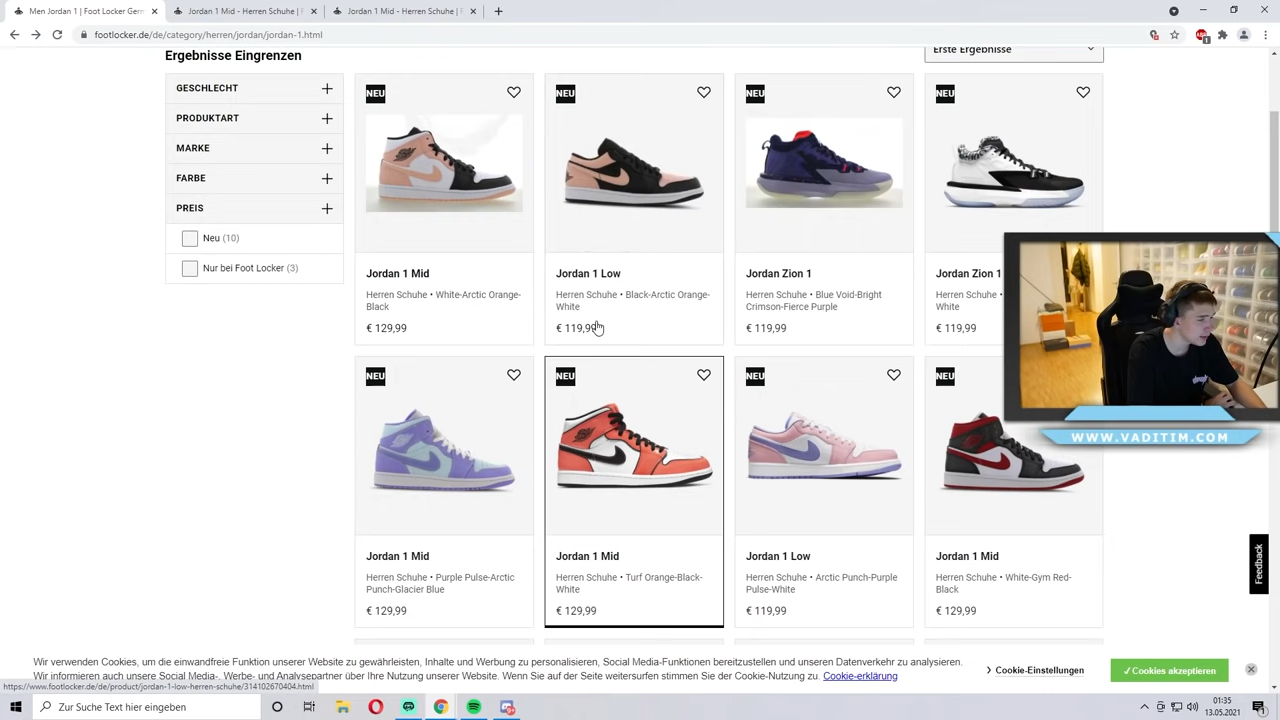 Men Jordan 1 | Foot Locker Germ
Jordan 1 Mid - Herren Schuhe |
Jordan 1 Mid - Herren Schuhe |
footlocker.de/de/category/herren/jordan/jordan-1.html
Ergebnisse Eingrenzen
Erste Ergebnisse
GESCHLECHT
PRODUKTART
MARKE
FARBE
PREIS
Neu (10)
Nur bei Foot Locker (3)
NEU
Jordan 1 Mid
Herren Schuhe • White-Arctic Orange-
Black
€ 129,99
NEU
Jordan 1 Low
Herren Schuhe • Black-Arctic Orange-
White
€ 119,99
NEU
Jordan Zion 1
Herren Schuhe • Blue Void-Bright
Crimson-Fierce Purple
€ 119,99
NEU
Jordan Zion 1
Herren Schuhe •
White
€ 119,99
NEU
Jordan 1 Mid
Herren Schuhe • Purple Pulse-Arctic
Punch-Glacier Blue
€ 129,99
NEU
Jordan 1 Mid
Herren Schuhe • Turf Orange-Black-
White
€ 129,99
NEU
Jordan 1 Low
Herren Schuhe • Arctic Punch-Purple
Pulse-White
€ 119,99
NEU
Jordan 1 Mid
Herren Schuhe • White-Gym Red-
Black
€ 129,99
WWW.VADITIM.COM
Feedback
Wir verwenden Cookies, um die einwandfreie Funktion unserer Website zu gewährleisten, Inhalte und Werbung zu personalisieren, Social Media-Funktionen bereitzustellen und unseren Datenverkehr zu analysieren.
Wir informieren auch unsere Social Media-, Werbe- und Analysepartner über Ihre Nutzung unserer Website. Wenn Sie auf der Seite weitersurfen stimmen Sie der Cookie-Nutzung zu. Cookie-erklärung
Cookie-Einstellungen
✓Cookies akzeptieren
https://www.footlocker.de/de/product/jordan-1-low-herren-schuhe/314102670404.html
Zur Suche Text hier eingeben
01:35
13.05.2021